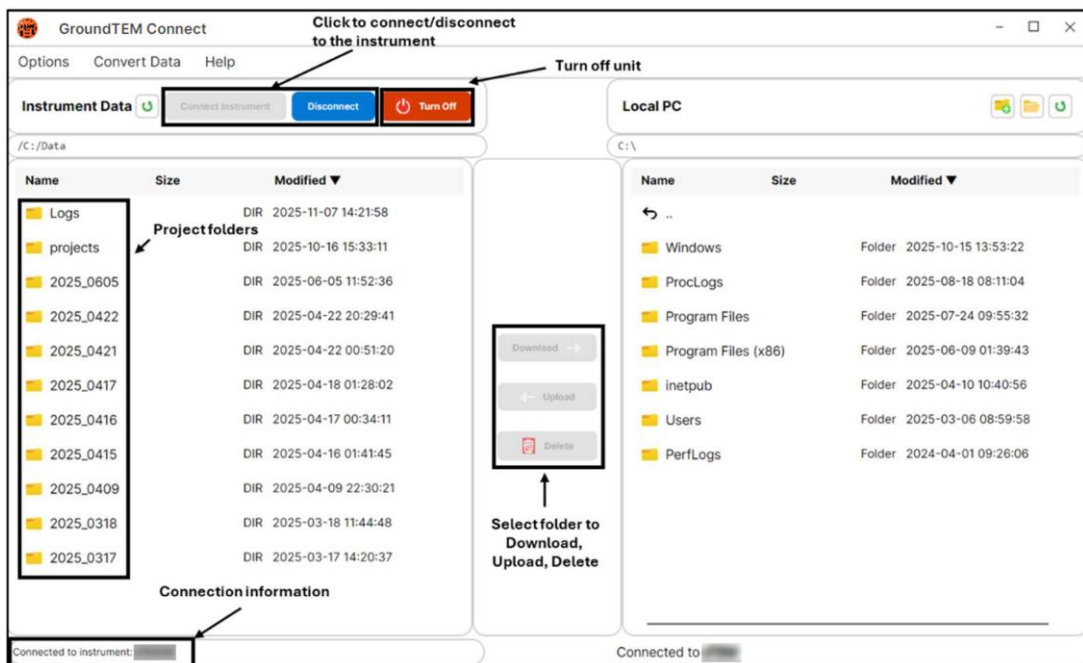 Click to connect/disconnect
to the instrument
GroundTEM Connect
Options Convert Data Help
Turn off unit
Instrument Data Connect Instrument Disconnect Turn Off
Local PC
/C:/Data
C:\
Name Size Modified ▼
Logs DIR 2025-11-07 14:21:58
Project folders
projects DIR 2025-10-16 15:33:11
2025_0605 DIR 2025-06-05 11:52:36
2025_0422 DIR 2025-04-22 20:29:41
2025_0421 DIR 2025-04-22 00:51:20
2025_0417 DIR 2025-04-18 01:28:02
2025_0416 DIR 2025-04-17 00:34:11
2025_0415 DIR 2025-04-16 01:41:45
2025_0409 DIR 2025-04-09 22:30:21
2025_0318 DIR 2025-03-18 11:44:48
2025_0317 DIR 2025-03-17 14:20:37
Connection information
Connected to instrument:
Download →
← Upload
Delete
Select folder to
Download,
Upload, Delete
Name Size Modified ▼
..
Windows Folder 2025-10-15 13:53:22
ProcLogs Folder 2025-08-18 08:11:04
Program Files Folder 2025-07-24 09:55:32
Program Files (x86) Folder 2025-06-09 01:39:43
inetpub Folder 2025-04-10 10:40:56
Users Folder 2025-03-06 08:59:58
PerfLogs Folder 2024-04-01 09:26:06
Connected to